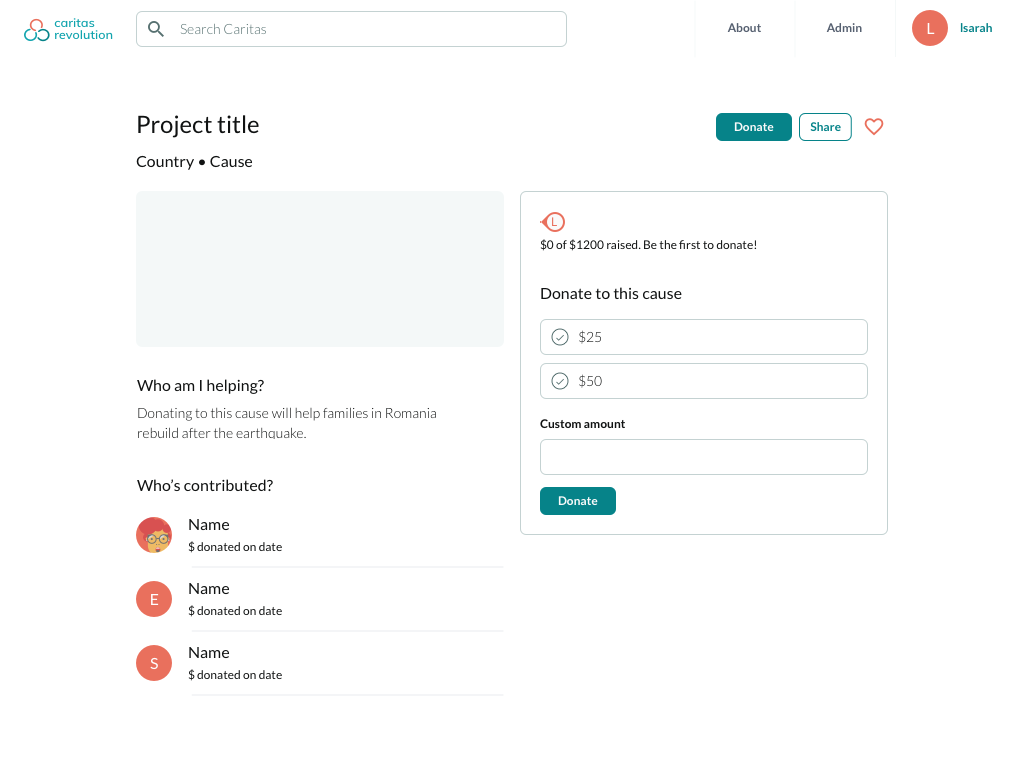 caritas
revolution
Search Caritas
About
Admin
L
lsarah
Project title
Donate
Share
Country • Cause
L
$0 of $1200 raised. Be the first to donate!
Donate to this cause
$25
$50
Custom amount
Donate
Who am I helping?
Donating to this cause will help families in Romania
rebuild after the earthquake.
Who's contributed?
Name
$ donated on date
E
Name
$ donated on date
S
Name
$ donated on date